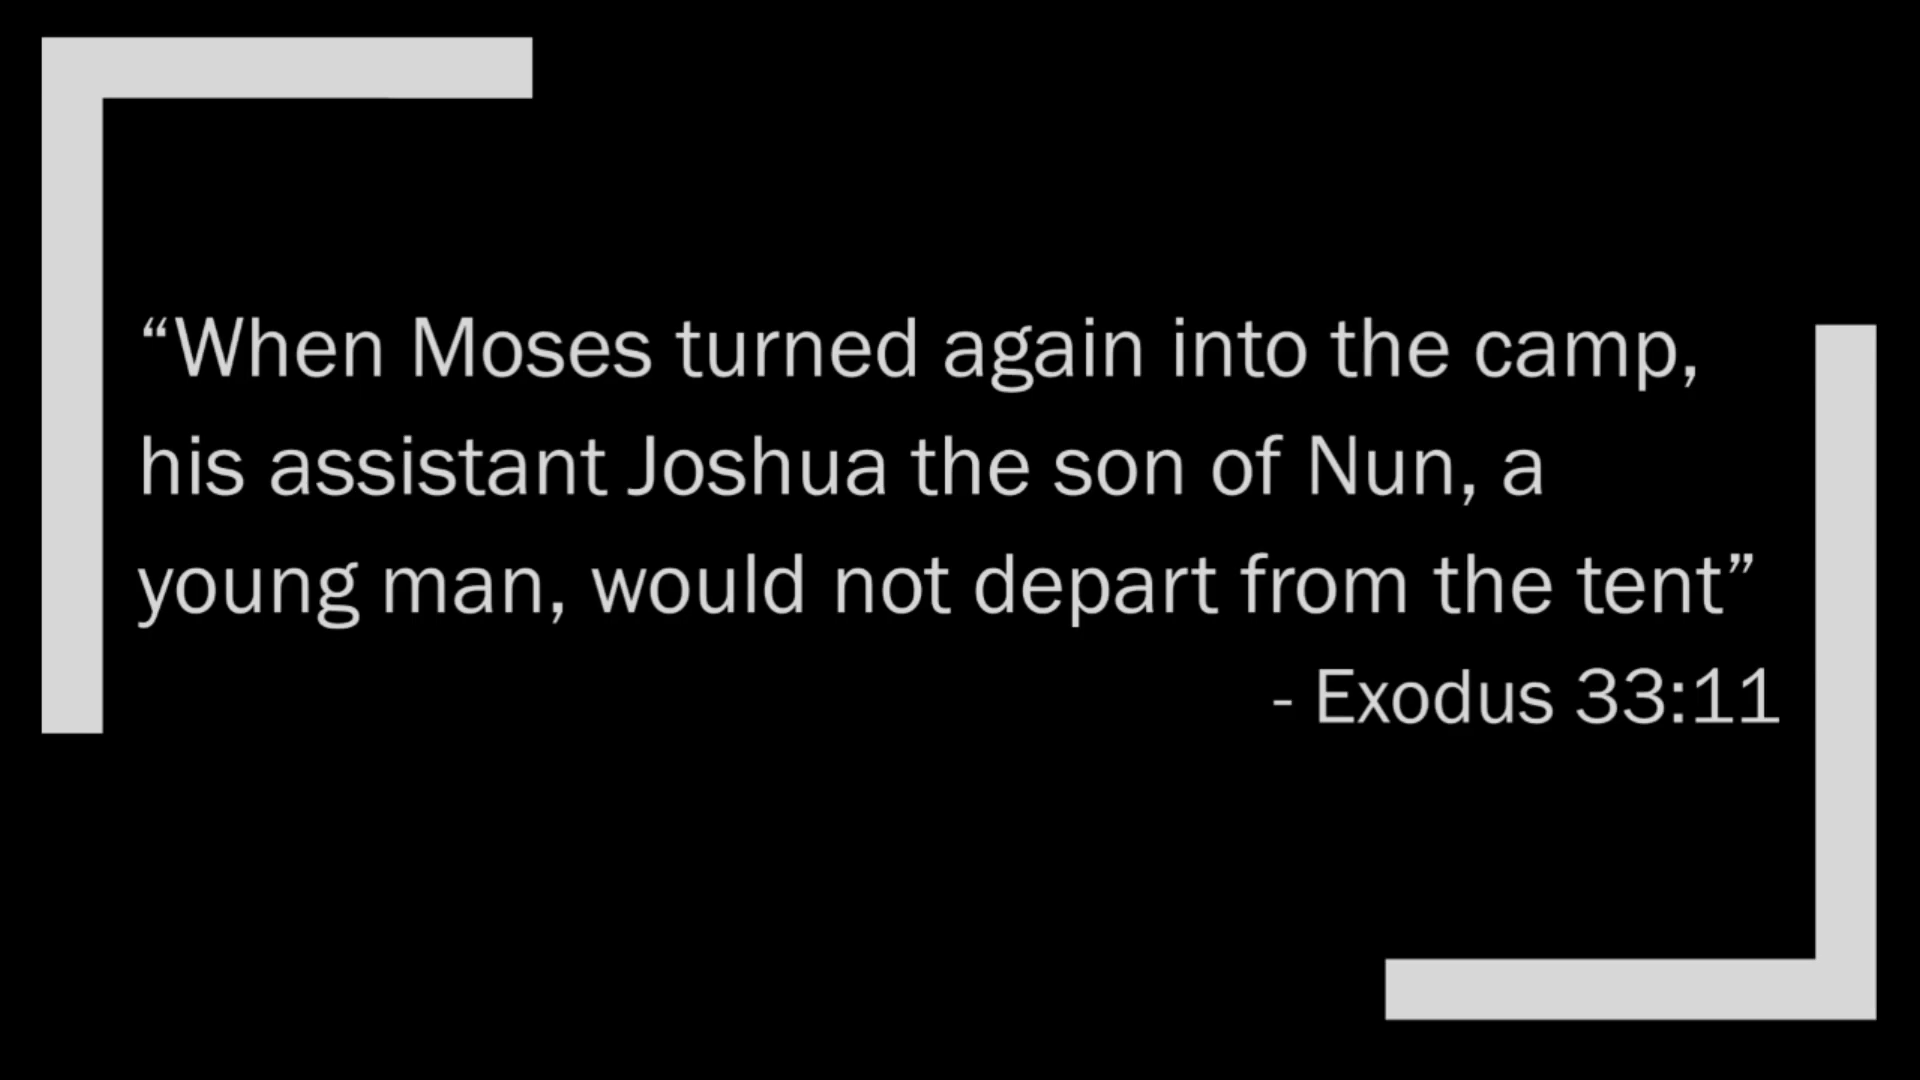 “When Moses turned again into the camp,
his assistant Joshua the son of Nun, a
young man, would not depart from the tent”
- Exodus 33:11